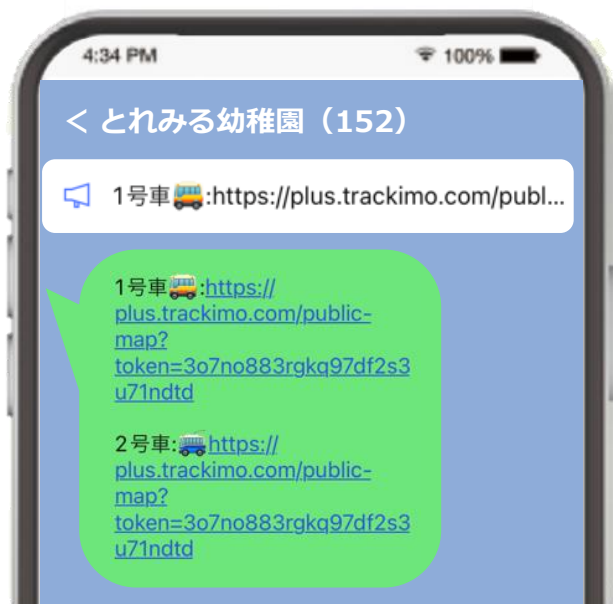 4:34 PM 100%
< とれみる幼稚園（152）
1号車🚌:https://plus.trackimo.com/publ...
1号車🚌:https://
plus.trackimo.com/public-
map?
token=3o7no883rgkq97df2s3
u71ndtd
2号車:🚎https://
plus.trackimo.com/public-
map?
token=3o7no883rgkq97df2s3
u71ndtd